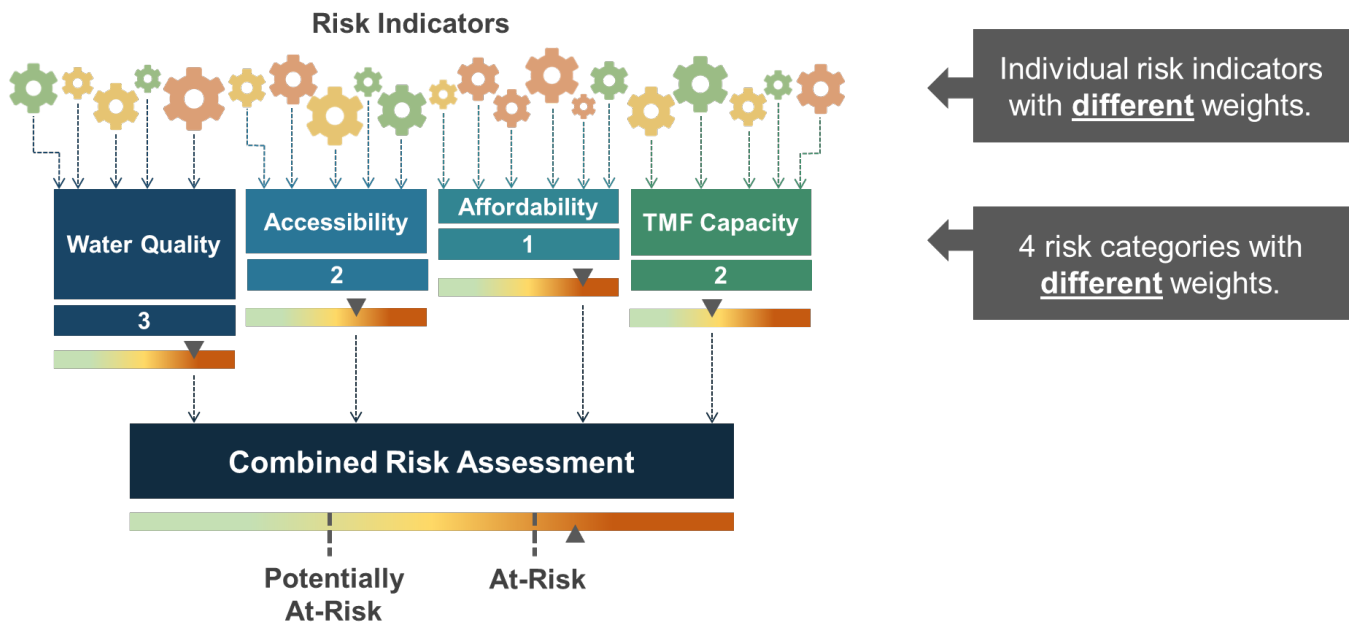 Risk Indicators
Individual risk indicators
with different weights.
Water Quality
3
Accessibility
2
Affordability
1
TMF Capacity
2
4 risk categories with
different weights.
Combined Risk Assessment
Potentially
At-Risk
At-Risk